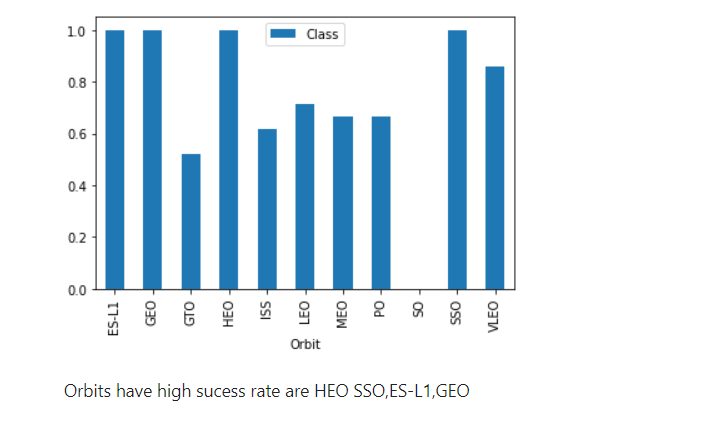 1.0
Class
0.8
0.6
0.4
0.2
0.0
ES-L1 GEO GTO HEO ISS LEO MEO PO SO SSO VLEO
Orbit
Orbits have high sucess rate are HEO SSO,ES-L1,GEO